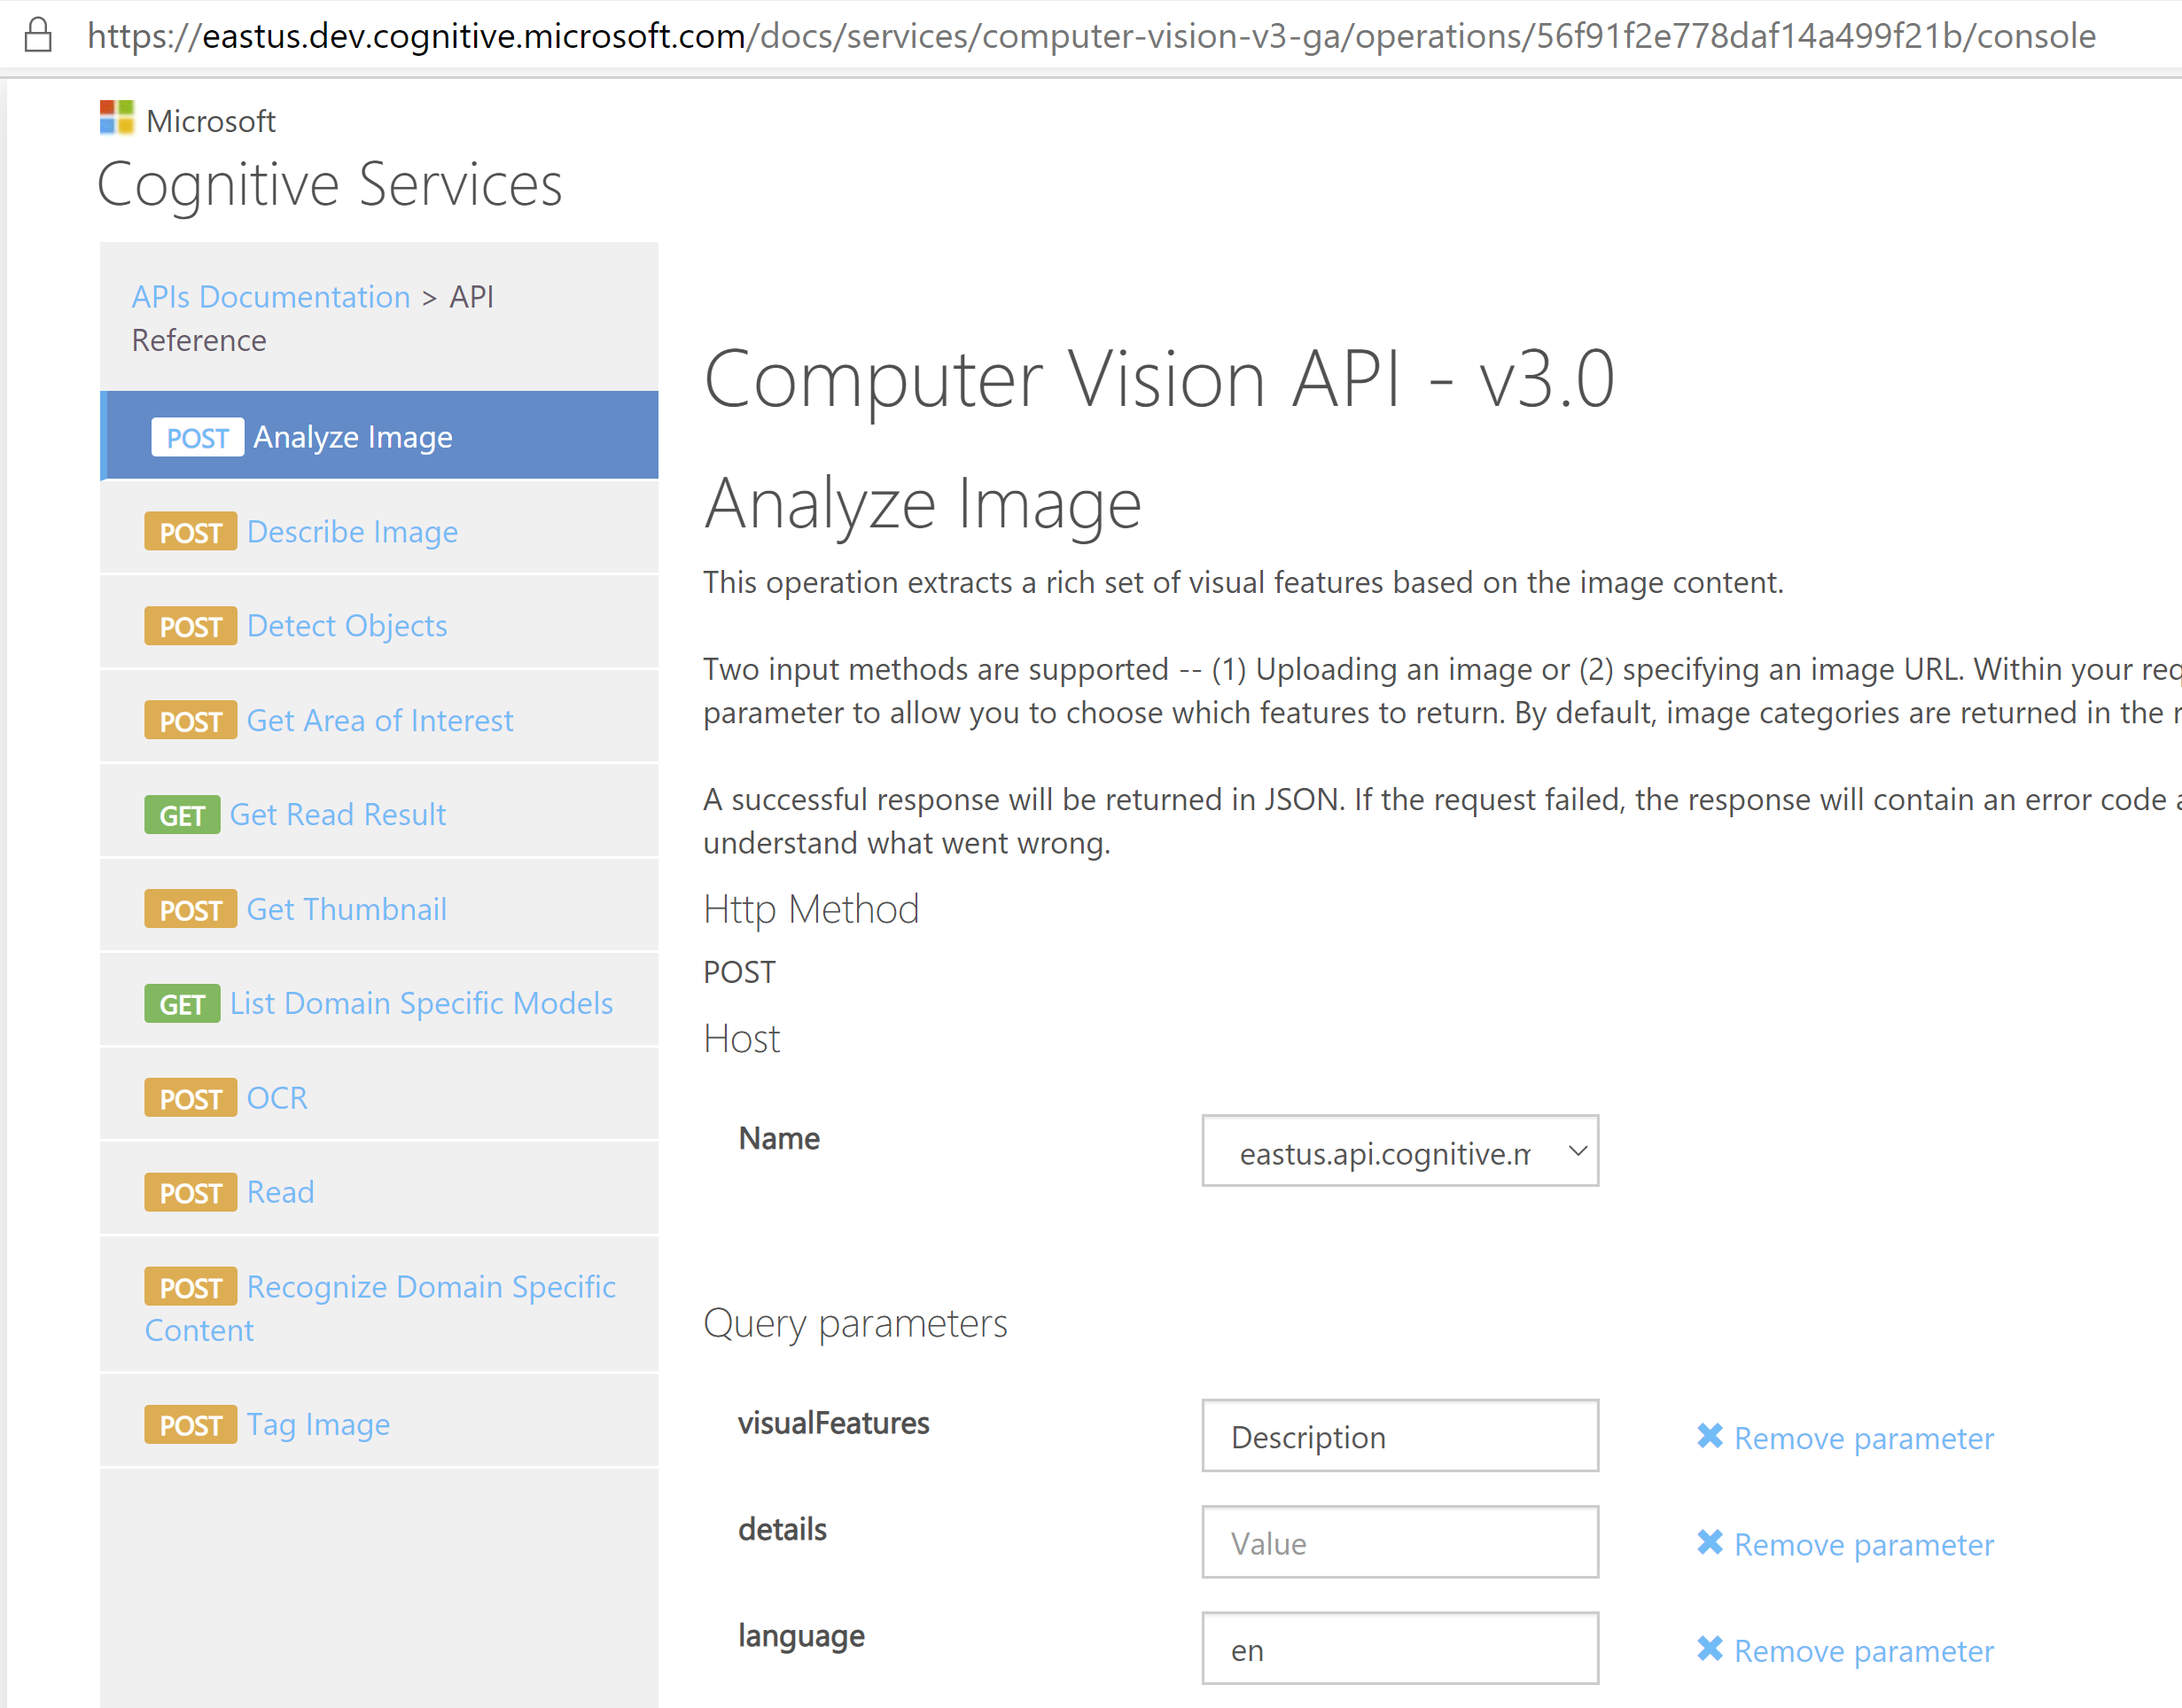 https://eastus.dev.cognitive.microsoft.com/docs/services/computer-vision-v3-ga/operations/56f91f2e778daf14a499f21b/console
Microsoft
Cognitive Services
APIs Documentation > API
Reference
POST Analyze Image
POST Describe Image
POST Detect Objects
POST Get Area of Interest
GET Get Read Result
POST Get Thumbnail
GET List Domain Specific Models
POST OCR
POST Read
POST Recognize Domain Specific
Content
POST Tag Image
Computer Vision API - v3.0
Analyze Image
This operation extracts a rich set of visual features based on the image content.
Two input methods are supported -- (1) Uploading an image or (2) specifying an image URL. Within your
parameter to allow you to choose which features to return. By default, image categories are returned in the
A successful response will be returned in JSON. If the request failed, the response will contain an error code
understand what went wrong.
Http Method
POST
Host
Name
eastus.api.cognitive.m
Query parameters
visualFeatures Description Remove parameter
details Value Remove parameter
language en Remove parameter